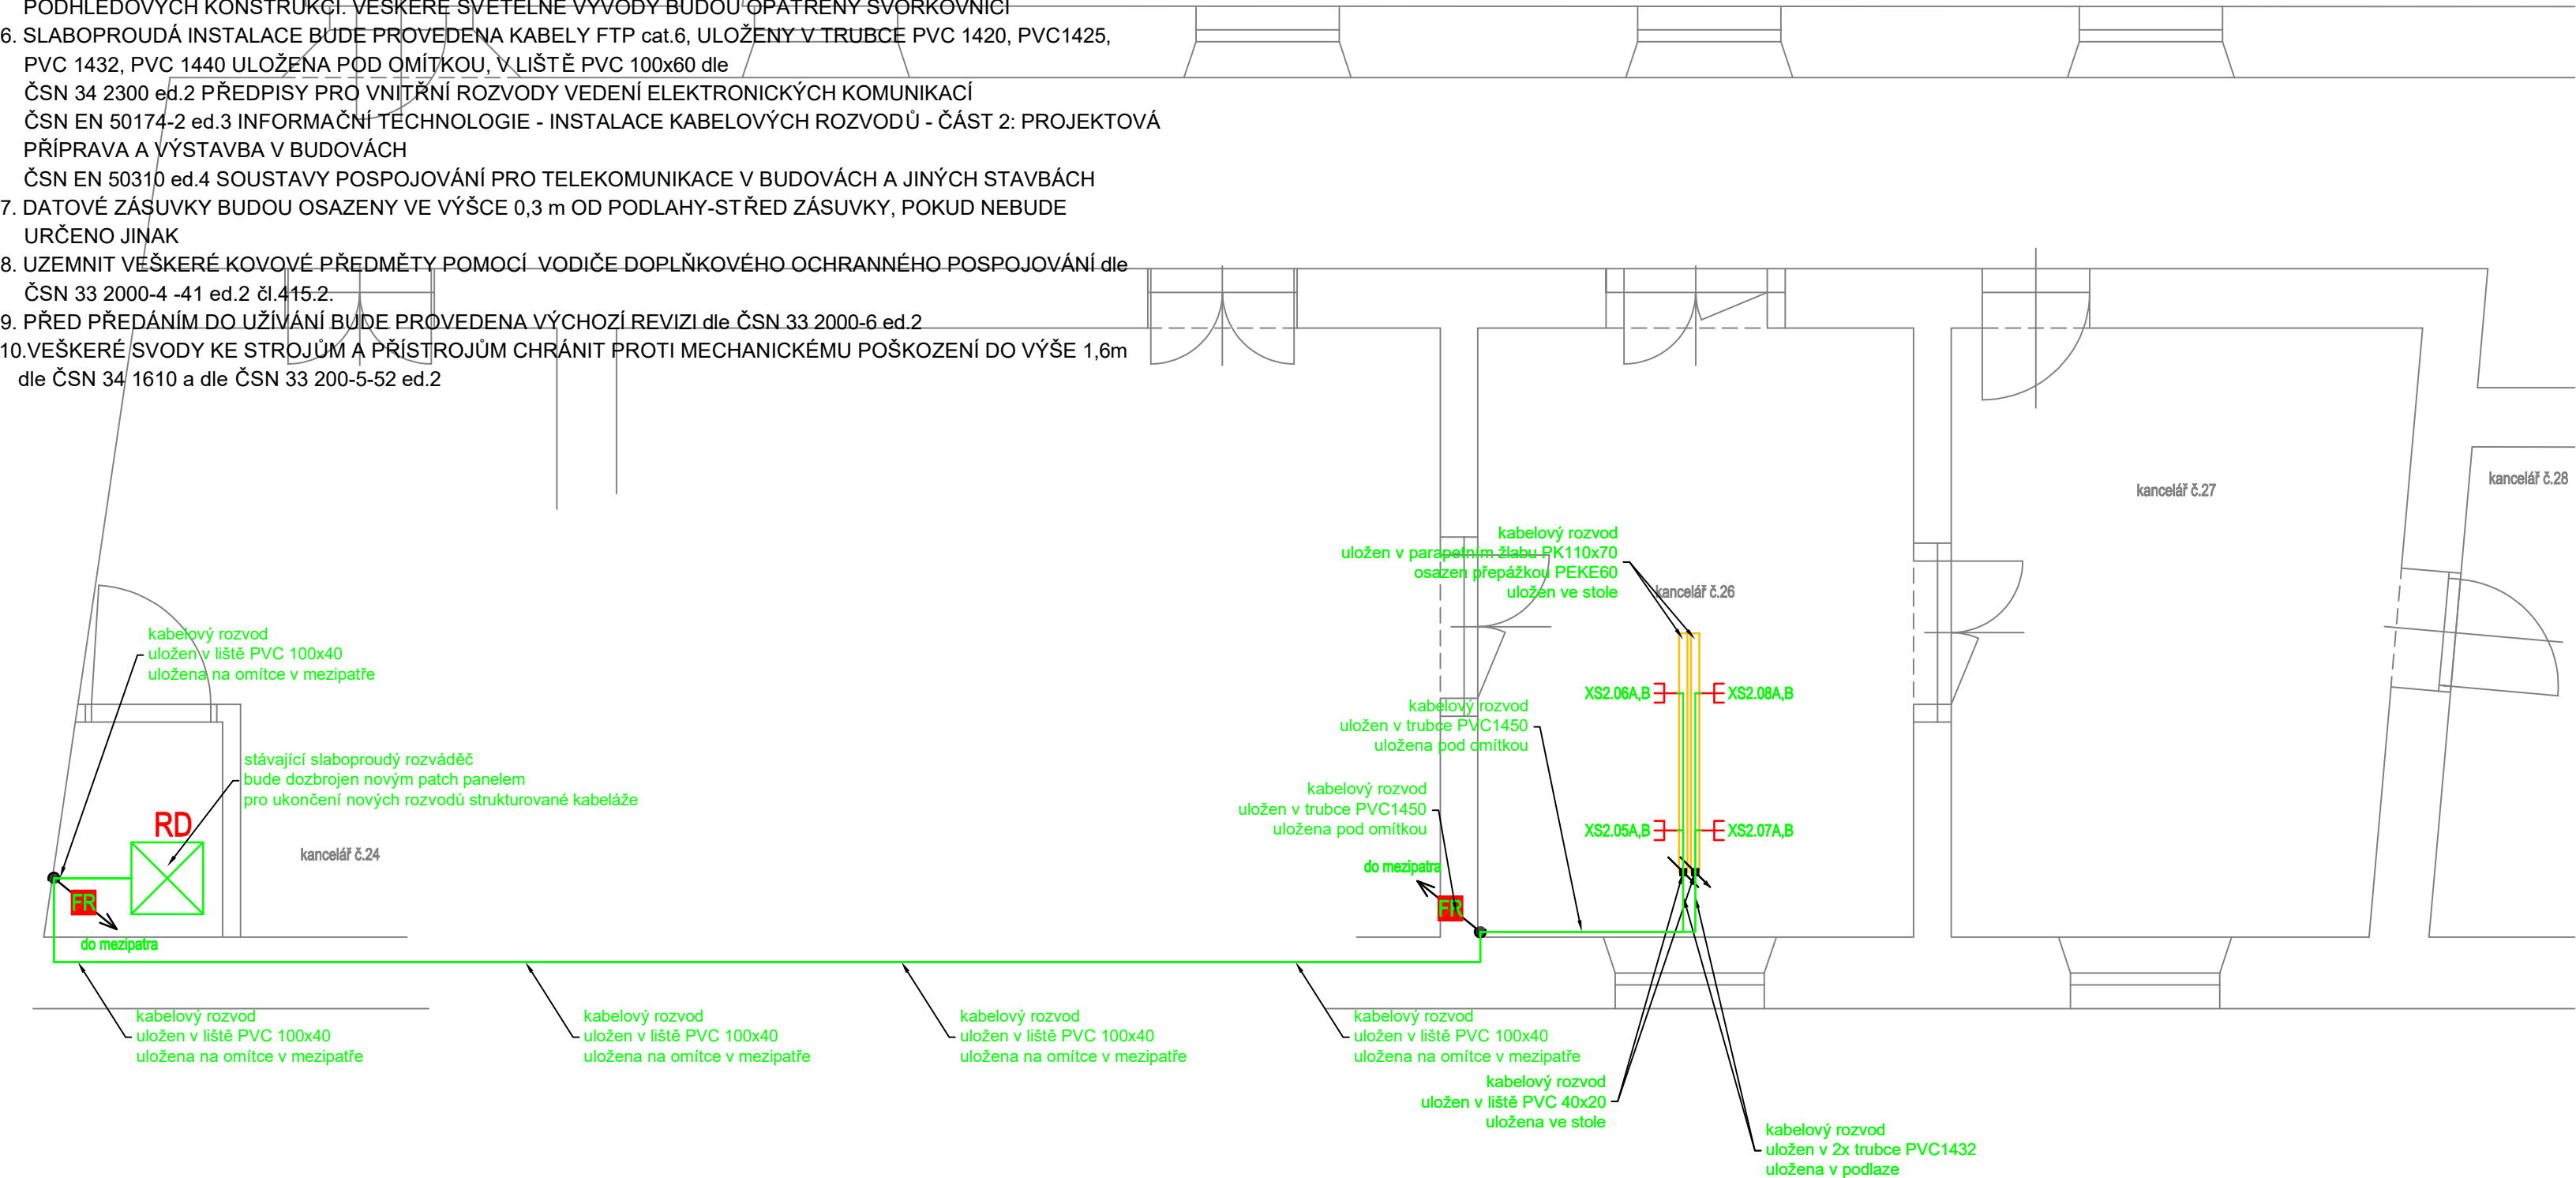 PODHLEDOVÝCH KONSTRUKCÍ. VEŠKERÉ SVĚTELNÉ VÝVODY BUDOU OPATŘENY SVORKOVNICÍ
6. SLABOPROUDÁ INSTALACE BUDE PROVEDENA KABELY FTP cat.6, ULOŽENY V TRUBCE PVC 1420, PVC1425,
PVC 1432, PVC 1440 ULOŽENA POD OMÍTKOU, V LIŠTĚ PVC 100x60 dle
ČSN 34 2300 ed.2 PŘEDPISY PRO VNITŘNÍ ROZVODY VEDENÍ ELEKTRONICKÝCH KOMUNIKACÍ
ČSN EN 50174-2 ed.3 INFORMAČNÍ TECHNOLOGIE - INSTALACE KABELOVÝCH ROZVODŮ - ČÁST 2: PROJEKTOVÁ
PŘÍPRAVA A VÝSTAVBA V BUDOVÁCH
ČSN EN 50310 ed.4 SOUSTAVY POSPOJOVÁNÍ PRO TELEKOMUNIKACE V BUDOVÁCH A JINÝCH STAVBÁCH
7. DATOVÉ ZÁSUVKY BUDOU OSAZENY VE VÝŠCE 0,3 m OD PODLAHY-STŘED ZÁSUVKY, POKUD NEBUDE
URČENO JINAK
8. UZEMNIT VEŠKERÉ KOVOVÉ PŘEDMĚTY POMOCÍ VODIČE DOPLŇKOVÉHO OCHRANNÉHO POSPOJOVÁNÍ dle
ČSN 33 2000-4 -41 ed.2 čl.415.2.
9. PŘED PŘEDÁNÍM DO UŽÍVÁNÍ BUDE PROVEDENA VÝCHOZÍ REVIZI dle ČSN 33 2000-6 ed.2
10.VEŠKERÉ SVODY KE STROJŮM A PŘÍSTROJŮM CHRÁNIT PROTI MECHANICKÉMU POŠKOZENÍ DO VÝŠE 1,6m
dle ČSN 34 1610 a dle ČSN 33 200-5-52 ed.2
kancelář č.28
kancelář č.27
kabelový rozvod
uložen v parapetním žlabu PK110x70
osazen přepážkou PEKE60
uložen ve stole
kancelář č.26
kabelový rozvod
uložen v liště PVC 100x40
uložena na omítce v mezipatře
XS2.06A,B
XS2.08A,B
kabelový rozvod
uložen v trubce PVC1450
uložena pod omítkou
stávající slaboproudý rozváděč
bude dozbrojen novým patch panelem
pro ukončení nových rozvodů strukturované kabeláže
kabelový rozvod
uložen v trubce PVC1450
uložena pod omítkou
RD
XS2.05A,B
XS2.07A,B
kancelář č.24
do mezipatra
FR
FR
do mezipatra
kabelový rozvod
uložen v liště PVC 100x40
uložena na omítce v mezipatře
kabelový rozvod
uložen v liště PVC 100x40
uložena na omítce v mezipatře
kabelový rozvod
uložen v liště PVC 100x40
uložena na omítce v mezipatře
kabelový rozvod
uložen v liště PVC 100x40
uložena na omítce v mezipatře
kabelový rozvod
uložen v liště PVC 40x20
uložena ve stole
kabelový rozvod
uložen v 2x trubce PVC1432
uložena v podlaze